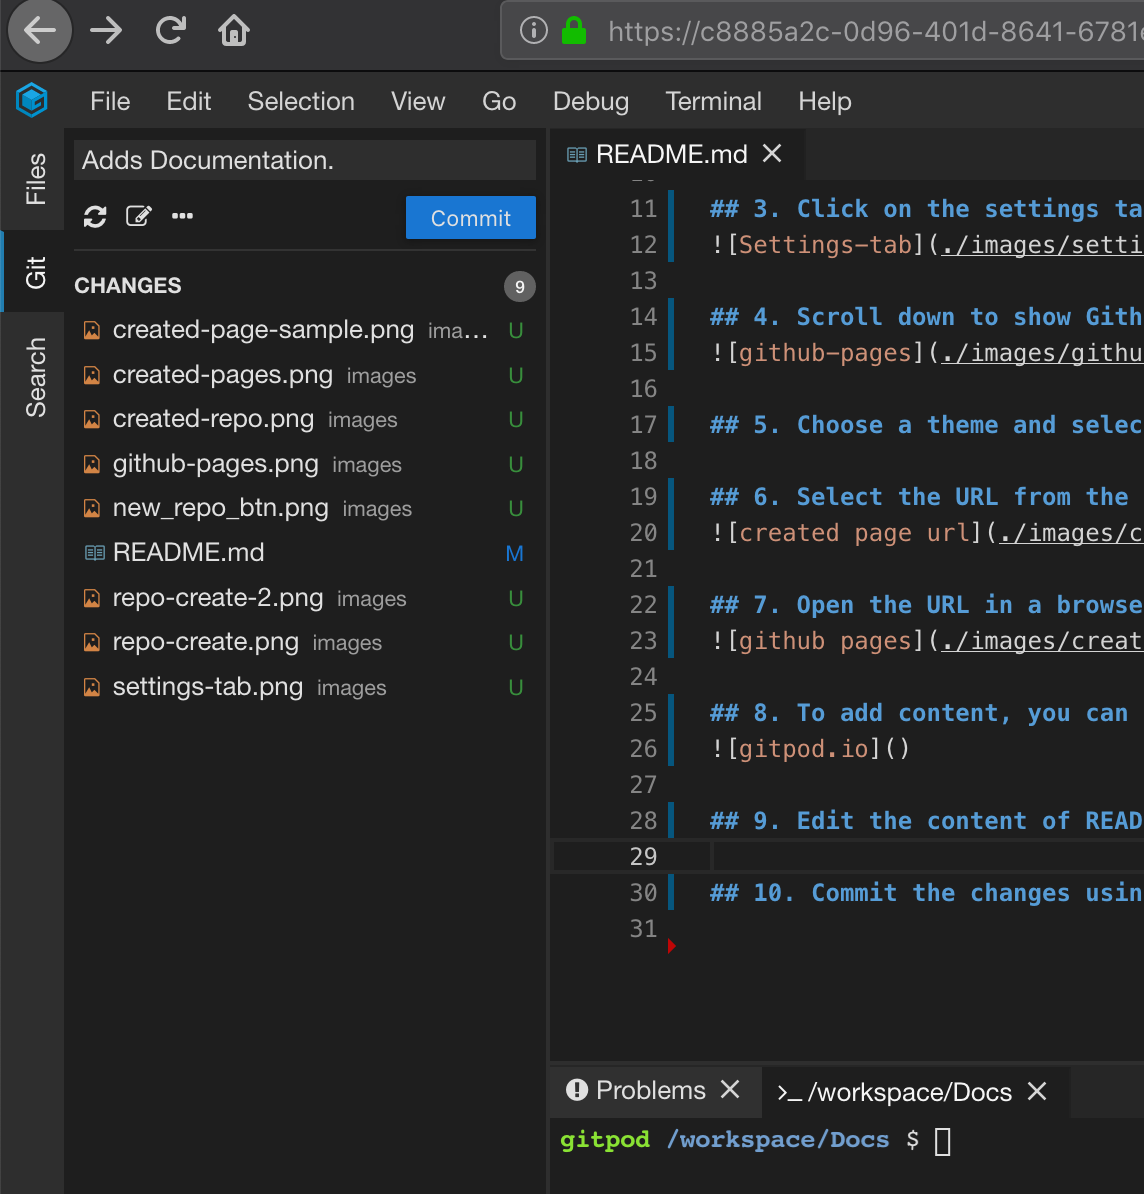 https://c8885a2c-0d96-401d-8641-6781
File Edit Selection View Go Debug Terminal Help
Files
Git
Search
Adds Documentation.
Commit
CHANGES 9
created-page-sample.png ima... U
created-pages.png images U
created-repo.png images U
github-pages.png images U
new_repo_btn.png images U
README.md M
repo-create-2.png images U
repo-create.png images U
settings-tab.png images U
README.md
11 ## 3. Click on the settings ta
12 ![Settings-tab](./images/setti
13
14 ## 4. Scroll down to show Gith
15 ![github-pages](./images/githu
16
17 ## 5. Choose a theme and selec
18
19 ## 6. Select the URL from the
20 ![created page url](./images/c
21
22 ## 7. Open the URL in a browse
23 ![github pages](./images/creat
24
25 ## 8. To add content, you can
26 ![gitpod.io]()
27
28 ## 9. Edit the content of READ
29
30 ## 10. Commit the changes usin
31
Problems >_ /workspace/Docs
gitpod /workspace/Docs $